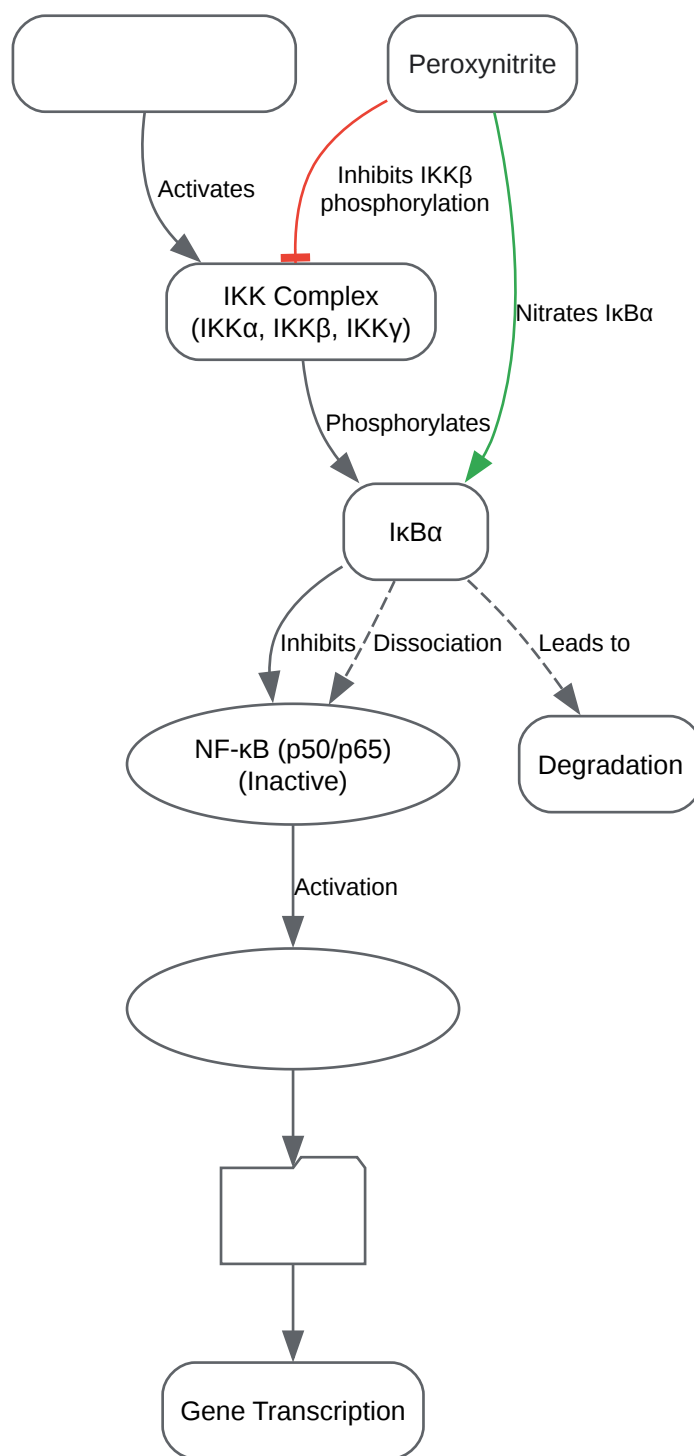 Peroxynitrite
Inhibits IKKβ
phosphorylation
Activates
IKK Complex
(IKKα, IKKβ, IKKγ)
Nitrates IκBα
Phosphorylates
IκBα
Inhibits
Dissociation
Leads to
NF-κB (p50/p65)
(Inactive)
Degradation
Activation
Gene Transcription